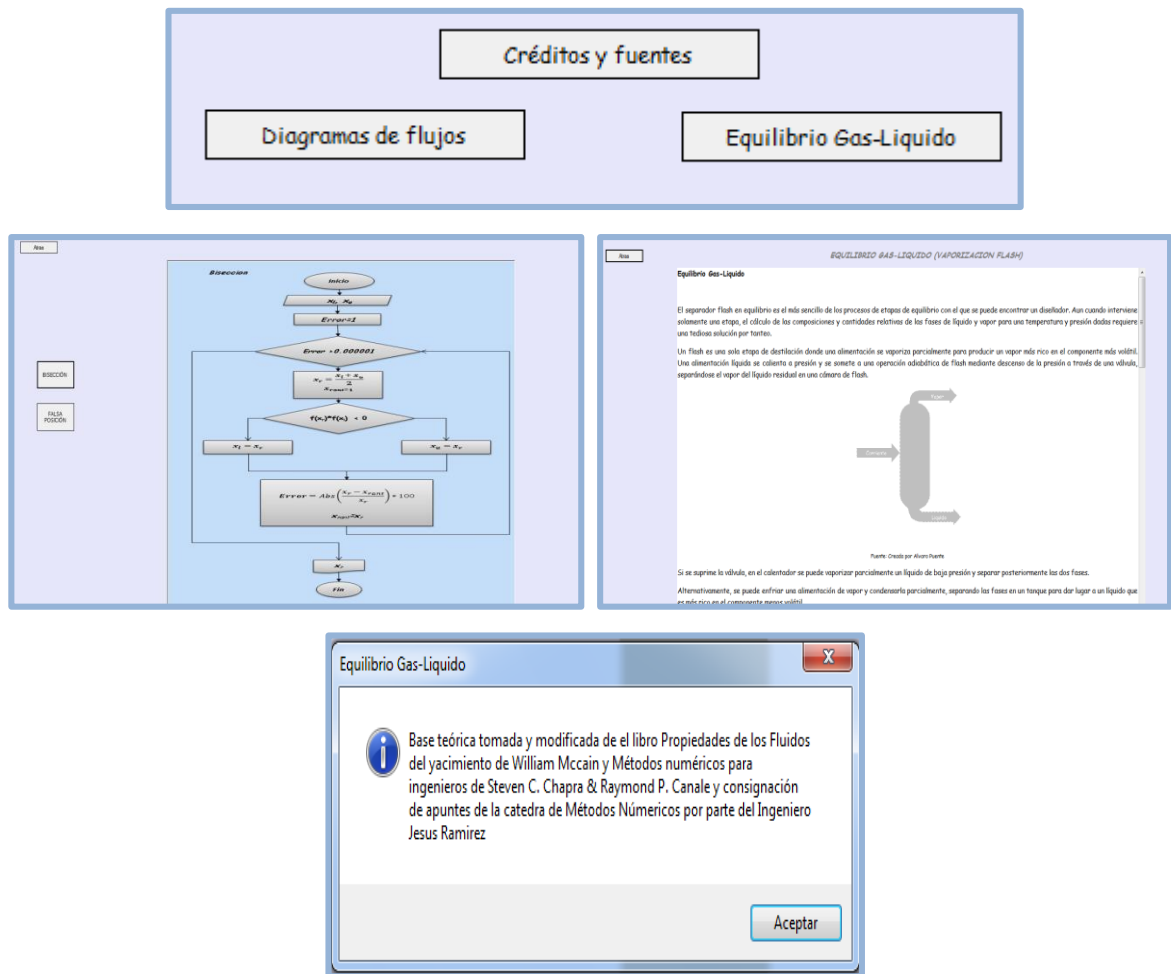 Créditos y fuentes
Diagramas de flujos
Equilibrio Gas-Liquido
Atras
Biseccion
inicio
Error=1
Error >0.000001
BISECCIÓN
FALSA
POSICIÓN
fin
Atras
EQUILIBRIO GAS-LIQUIDO (VAPORIZACION FLASH)
Equilibrio Gas-Liquido
El separador flash en equilibrio es el más sencillo de los procesos de etapas de equilibrio con el que se puede encontrar un diseñador. Aun cuando interviene
solamente una etapa, el cálculo de las composiciones y cantidades relativas de las fases de líquido y vapor para una temperatura y presión dadas requiere
una tediosa solución por tanteo.
Un flash es una sola etapa de destilación donde una alimentación se vaporiza parcialmente para producir un vapor más rico en el componente más volátil.
Una alimentación líquida se calienta a presión y se somete a una operación adiabática de flash mediante descenso de la presión a través de una válvula,
separándose el vapor del líquido residual en una cámara de flash.
Vapor
Liquido
Fuente: Creada por Alvaro Puente
Si se suprime la válvula, en el calentador se puede vaporizar parcialmente un líquido de baja presión y separar posteriormente las dos fases.
Alternativamente, se puede enfriar una alimentación de vapor y condensarla parcialmente, separando las fases en un tanque para dar lugar a un líquido que
es más rico en el componente menos volátil.
Equilibrio Gas-Liquido
X
Base teórica tomada y modificada de el libro Propiedades de los Fluidos
del yacimiento de William Mccain y Métodos numéricos para
ingenieros de Steven C. Chapra & Raymond P. Canale y consignación
de apuntes de la catedra de Métodos Númericos por parte del Ingeniero
Jesus Ramirez
Aceptar